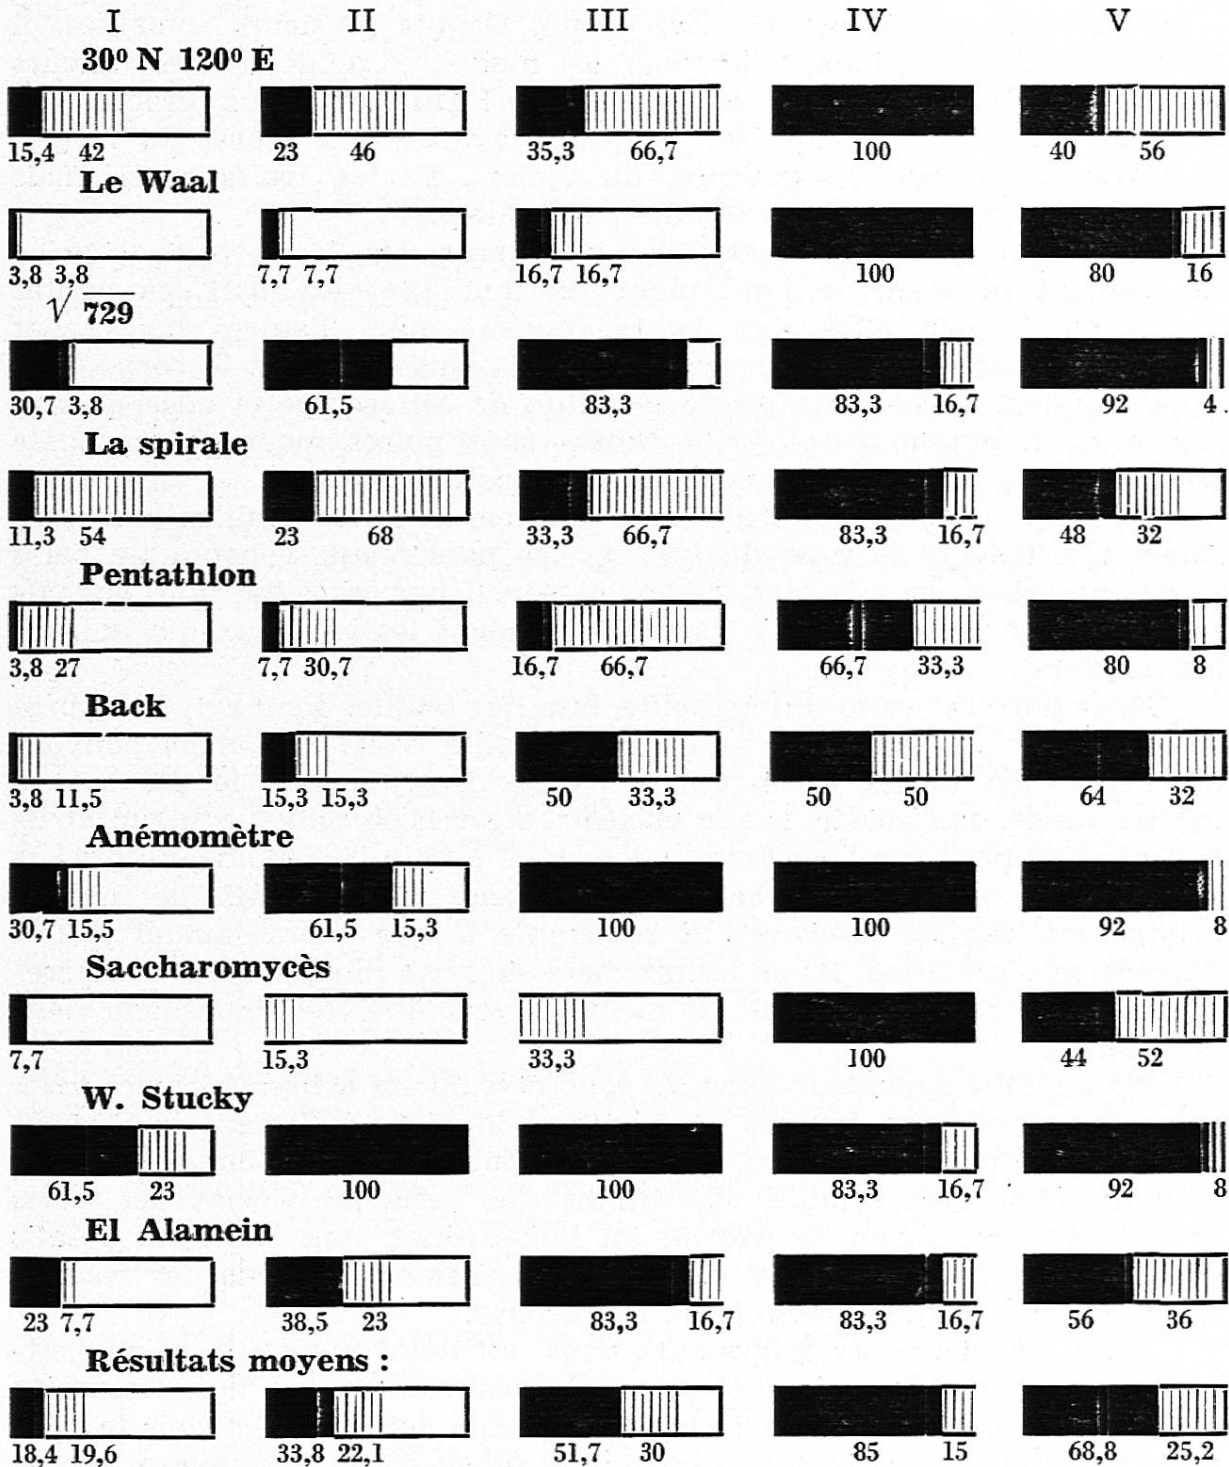 I II III IV V
30º N 120º E
15,4 42 23 46 35,3 66,7 100 40 56
Le Waal
3,8 3,8 7,7 7,7 16,7 16,7 100 80 16
√729
30,7 3,8 61,5 83,3 83,3 16,7 92 4
La spirale
11,3 54 23 68 33,3 66,7 83,3 16,7 48 32
Pentathlon
3,8 27 7,7 30,7 16,7 66,7 66,7 33,3 80 8
Back
3,8 11,5 15,3 15,3 50 33,3 50 50 64 32
Anémomètre
30,7 15,5 61,5 15,3 100 100 92 8
Saccharomycès
7,7 15,3 33,3 100 44 52
W. Stucky
61,5 23 100 100 83,3 16,7 92 8
El Alamein
23 7,7 38,5 23 83,3 16,7 83,3 16,7 56 36
Résultats moyens :
18,4 19,6 33,8 22,1 51,7 30 85 15 68,8 25,2